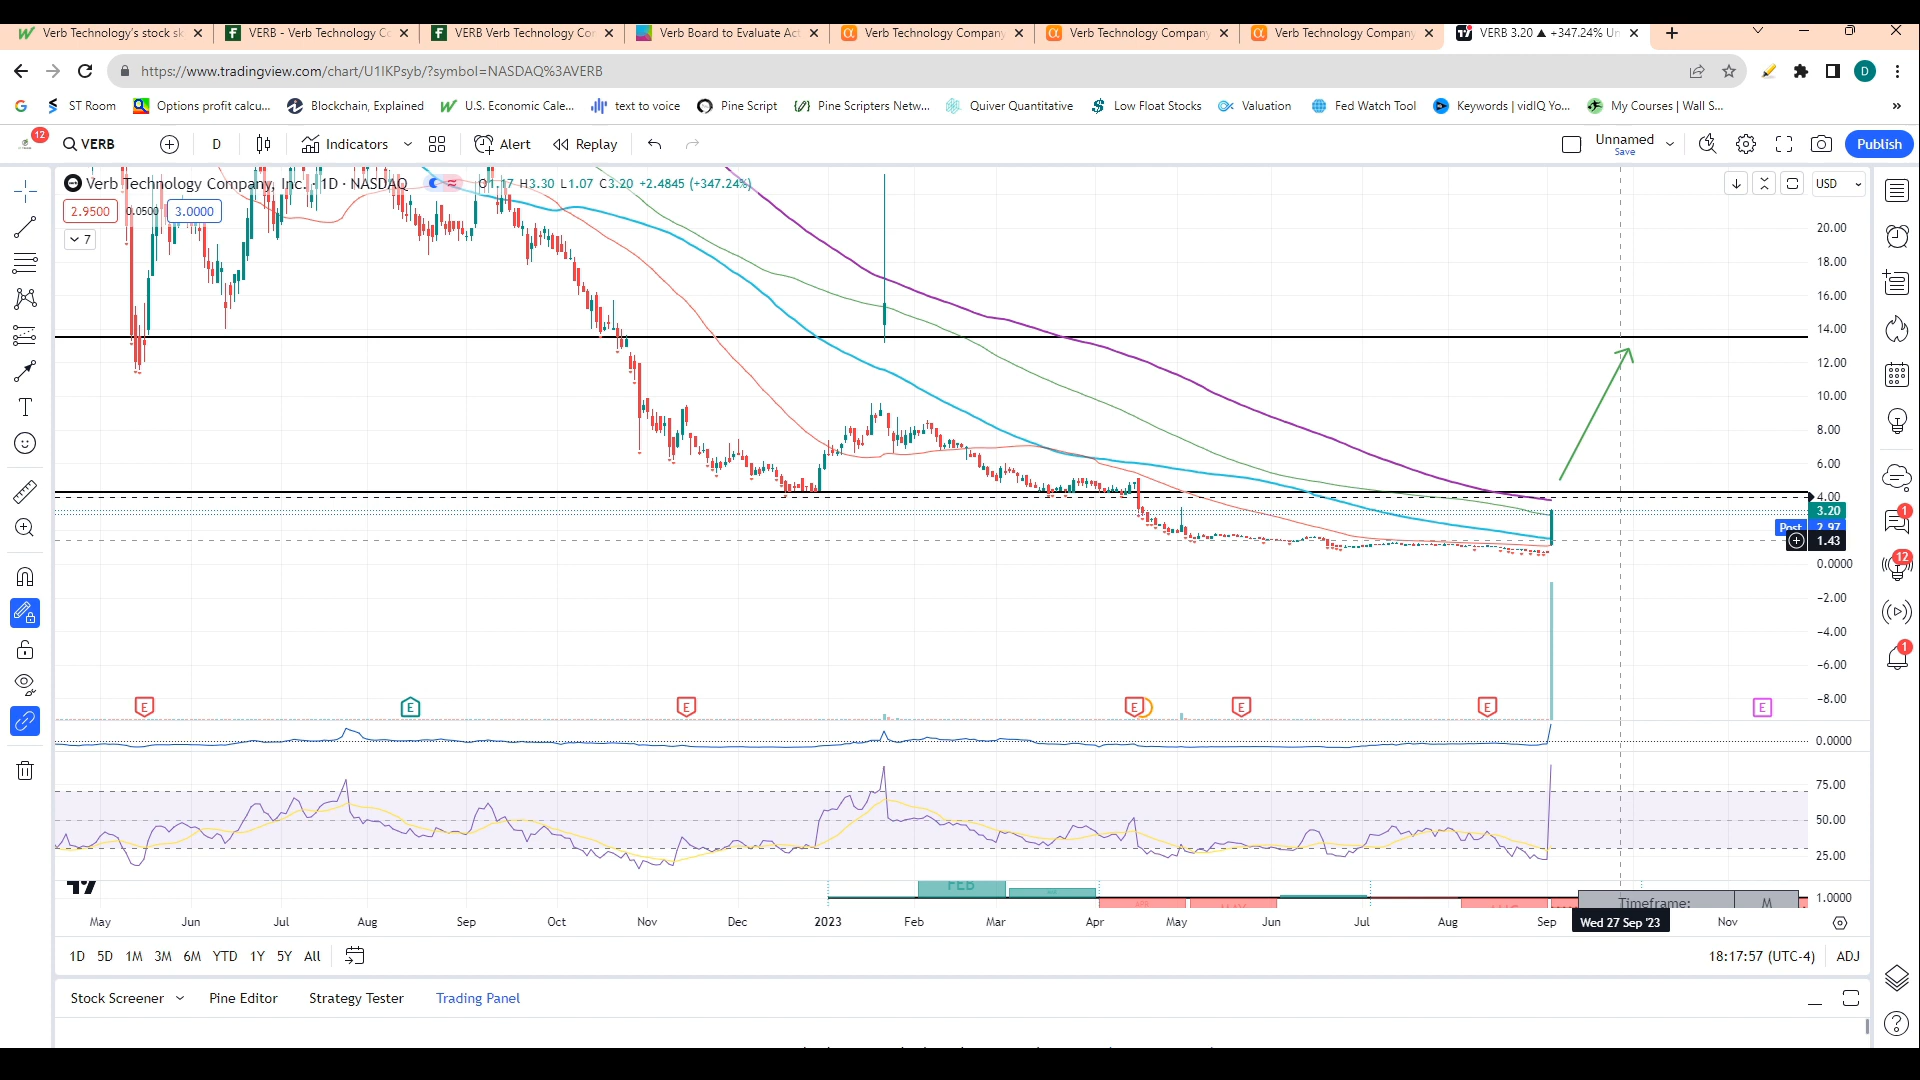 Verb Technology's stock sk
VERB - Verb Technology Co
VERB Verb Technology Con
Verb Board to Evaluate Act
Verb Technology Company,
Verb Technology Company
Verb Technology Company
VERB 3.20 ▲ +347.24% Un
https://www.tradingview.com/chart/U1IKPsyb/?symbol=NASDAQ%3AVERB
D
G
ST Room
Options profit calcu...
Blockchain, Explained
U.S. Economic Cale...
text to voice
Pine Script
Pine Scripters Netw...
Quiver Quantitative
Low Float Stocks
Valuation
Fed Watch Tool
Keywords | vidIQ Yo...
My Courses | Wall S...
»
12
VERB
D
Indicators
Alert
Replay
Unnamed
Save
Publish
Verb Technology Company, Inc. · 1D · NASDAQ
O1.17 H3.30 L1.07 C3.20 +2.4845 (+347.24%)
USD
2.9500
0.0500
3.0000
7
20.00
18.00
16.00
14.00
12.00
10.00
8.00
6.00
4.00
3.20
Post 2.97
1.43
0.0000
−2.00
−4.00
−6.00
−8.00
E
E
E
E
E
E
E
0.0000
75.00
50.00
25.00
FEB
Timeframe:
M
1.0000
May
Jun
Jul
Aug
Sep
Oct
Nov
Dec
2023
Feb
Mar
Apr
May
Jun
Jul
Aug
Sep
Wed 27 Sep '23
Nov
1D
5D
1M
3M
6M
YTD
1Y
5Y
All
18:17:57 (UTC-4)
ADJ
Stock Screener
Pine Editor
Strategy Tester
Trading Panel
1
12
1